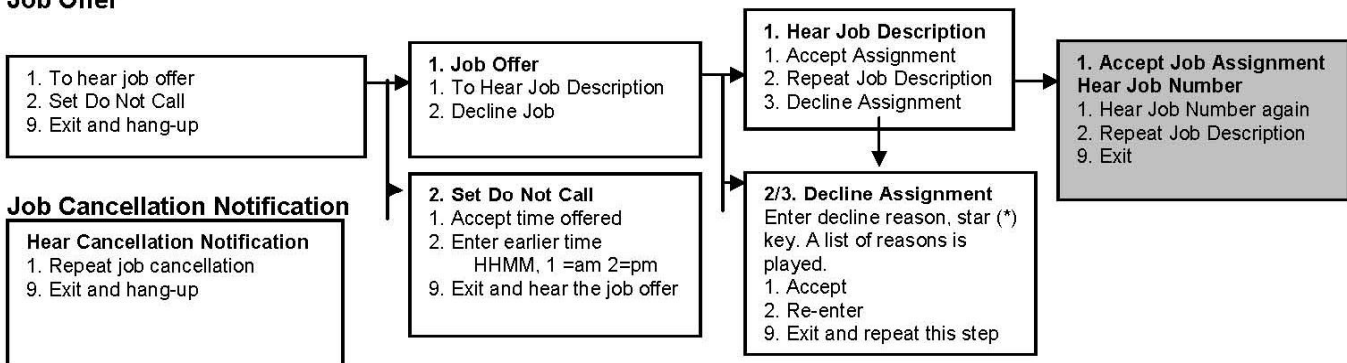 Job Offer
1. To hear job offer
2. Set Do Not Call
9. Exit and hang-up
1. Job Offer
1. To Hear Job Description
2. Decline Job
1. Hear Job Description
1. Accept Assignment
2. Repeat Job Description
3. Decline Assignment
1. Accept Job Assignment
Hear Job Number
1. Hear Job Number again
2. Repeat Job Description
9. Exit
2. Set Do Not Call
1. Accept time offered
2. Enter earlier time
HHMM, 1 =am 2=pm
9. Exit and hear the job offer
2/3. Decline Assignment
Enter decline reason, star (*)
key. A list of reasons is
played.
1. Accept
2. Re-enter
9. Exit and repeat this step
Job Cancellation Notification
Hear Cancellation Notification
1. Repeat job cancellation
9. Exit and hang-up